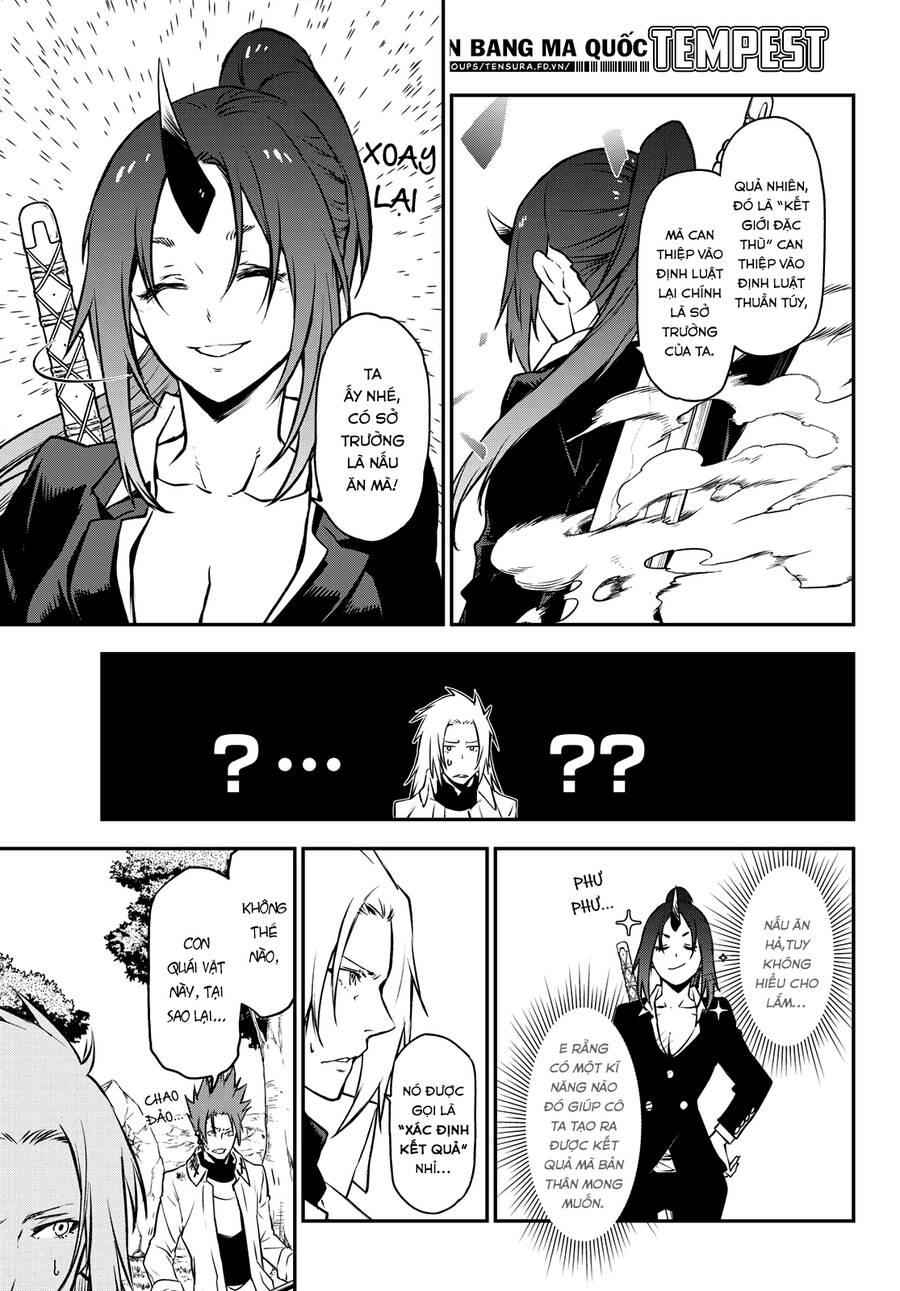 N BANG MA QUỐC TEMPEST
OUPS/TENSURA.FD.VN/
QUẢ NHIÊN,
ĐÓ LÀ “KẾT
GIỚI ĐẶC
THÙ” CAN
THIỆP VÀO
ĐỊNH LUẬT
THUẦN TÚY,
MÀ CAN
THIỆP VÀO
ĐỊNH LUẬT
LẠI CHÍNH
LÀ SỞ
TRƯỜNG
CỦA TA.
XOAY
LẠI
TA
ẤY NHÉ,
CÓ SỞ
TRƯỜNG
LÀ NẤU
ĂN MÀ!
?... ??
NẤU ĂN
HẢ,TUY
KHÔNG
HIỂU CHO
LẮM...
PHƯ
PHƯ...
E RẰNG
CÓ MỘT KĨ
NĂNG NÀO
ĐÓ GIÚP CÔ
TA TẠO RA
ĐƯỢC KẾT
QUẢ MÀ BẢN
THÂN MONG
MUỐN.
NÓ ĐƯỢC
GỌI LÀ
“XÁC ĐỊNH
KẾT QUẢ”
NHỈ...
KHÔNG
THỂ
NÀO,
CON
QUÁI VẬT
NÀY, TẠI
SAO LẠI...
CHAO
ĐẢO...